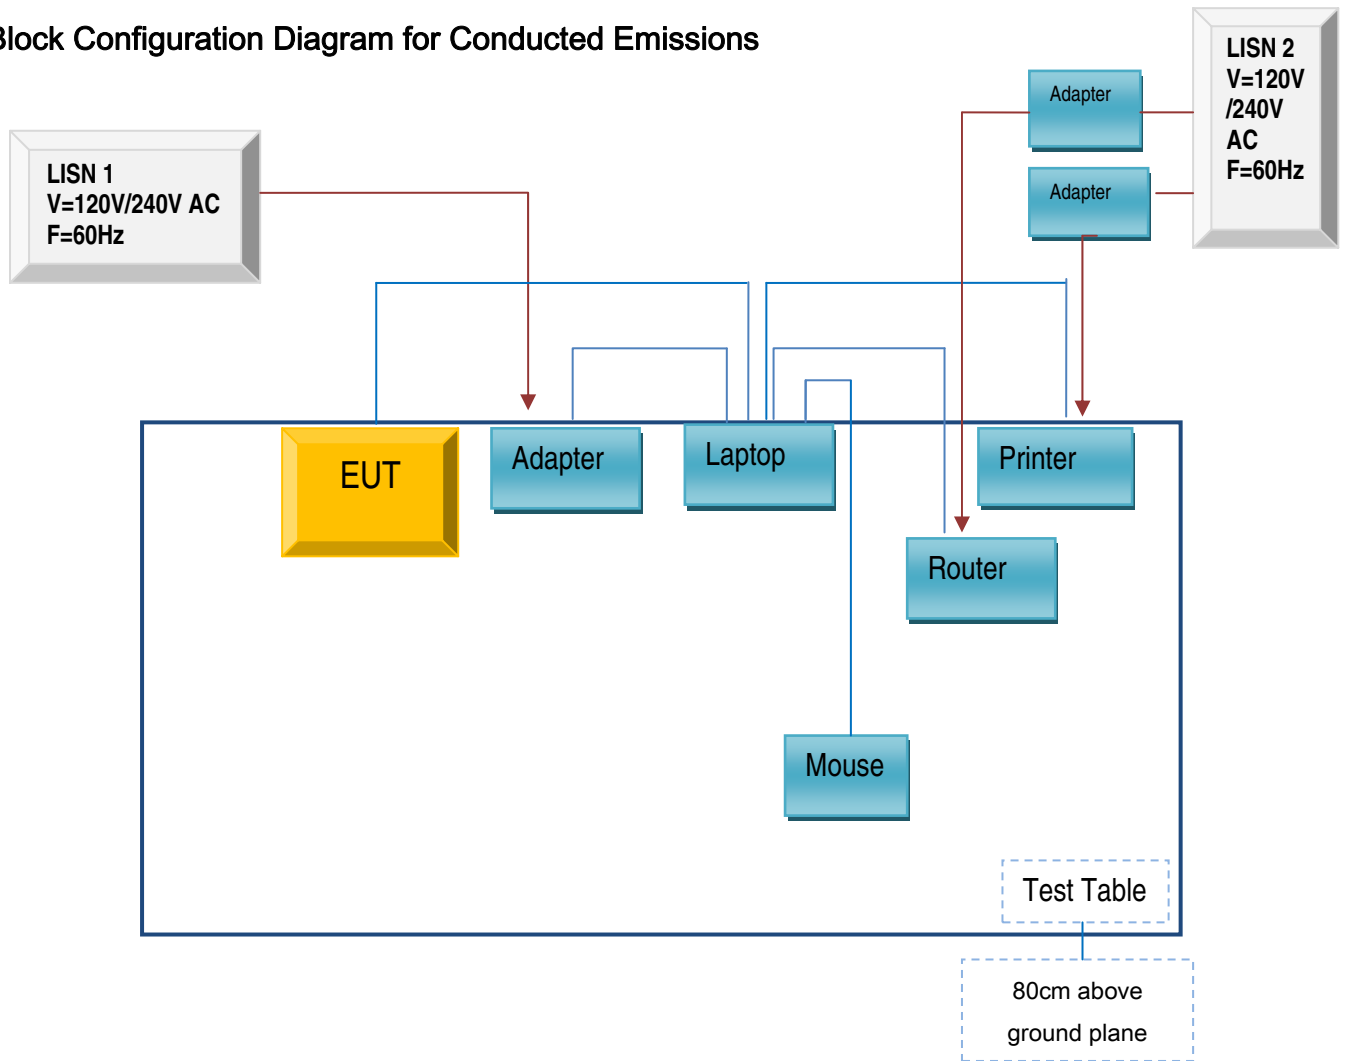 Block Configuration Diagram for Conducted Emissions
LISN 2
V=120V
/240V
AC
F=60Hz
Adapter
Adapter
LISN 1
V=120V/240V AC
F=60Hz
EUT
Adapter
Laptop
Printer
Router
Mouse
Test Table
80cm above
ground plane